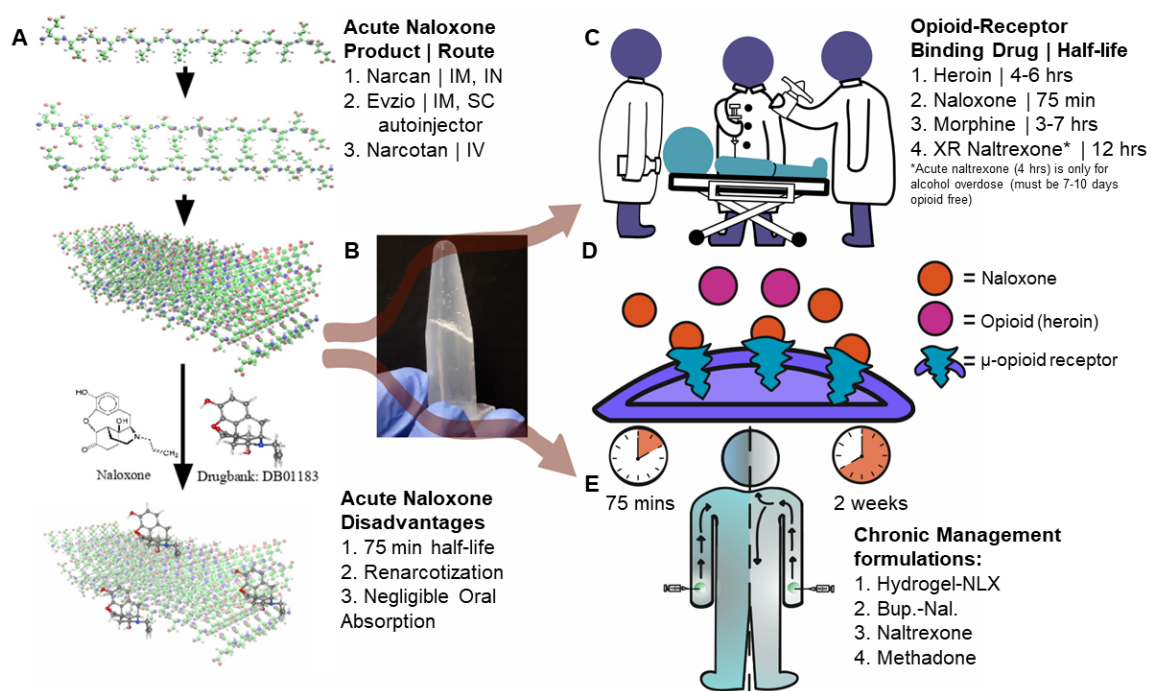 A
Acute Naloxone
Product | Route
1. Narcan | IM, IN
2. Evzio | IM, SC
autoinjector
3. Narcotan | IV
B
HO
O
OH
N
O
CH₂
Naloxone
Drugbank: DB01183
Acute Naloxone
Disadvantages
1. 75 min half-life
2. Renarcotization
3. Negligible Oral
Absorption
C
Opioid-Receptor
Binding Drug | Half-life
1. Heroin | 4-6 hrs
2. Naloxone | 75 min
3. Morphine | 3-7 hrs
4. XR Naltrexone* | 12 hrs
*Acute naltrexone (4 hrs) is only for
alcohol overdose (must be 7-10 days
opioid free)
D
= Naloxone
= Opioid (heroin)
= μ-opioid receptor
E
75 mins
2 weeks
Chronic Management
formulations:
1. Hydrogel-NLX
2. Bup.-Nal.
3. Naltrexone
4. Methadone